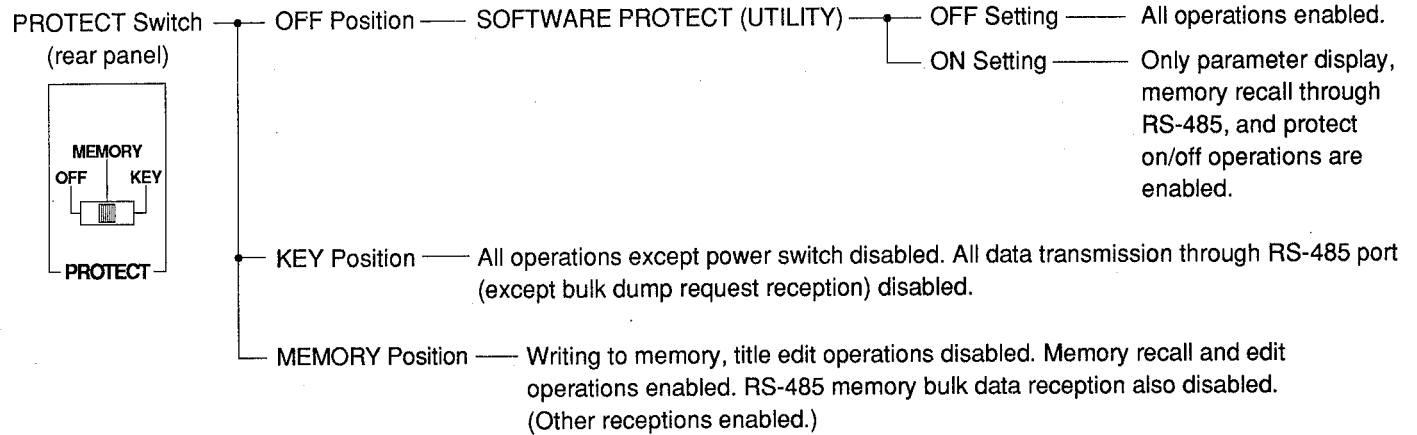 PROTECT Switch
(rear panel)
MEMORY
OFF KEY
PROTECT
OFF Position
SOFTWARE PROTECT (UTILITY)
OFF Setting
All operations enabled.
ON Setting
Only parameter display,
memory recall through
RS-485, and protect
on/off operations are
enabled.
KEY Position
All operations except power switch disabled. All data transmission through RS-485 port
(except bulk dump request reception) disabled.
MEMORY Position
Writing to memory, title edit operations disabled. Memory recall and edit
operations enabled. RS-485 memory bulk data reception also disabled.
(Other receptions enabled.)